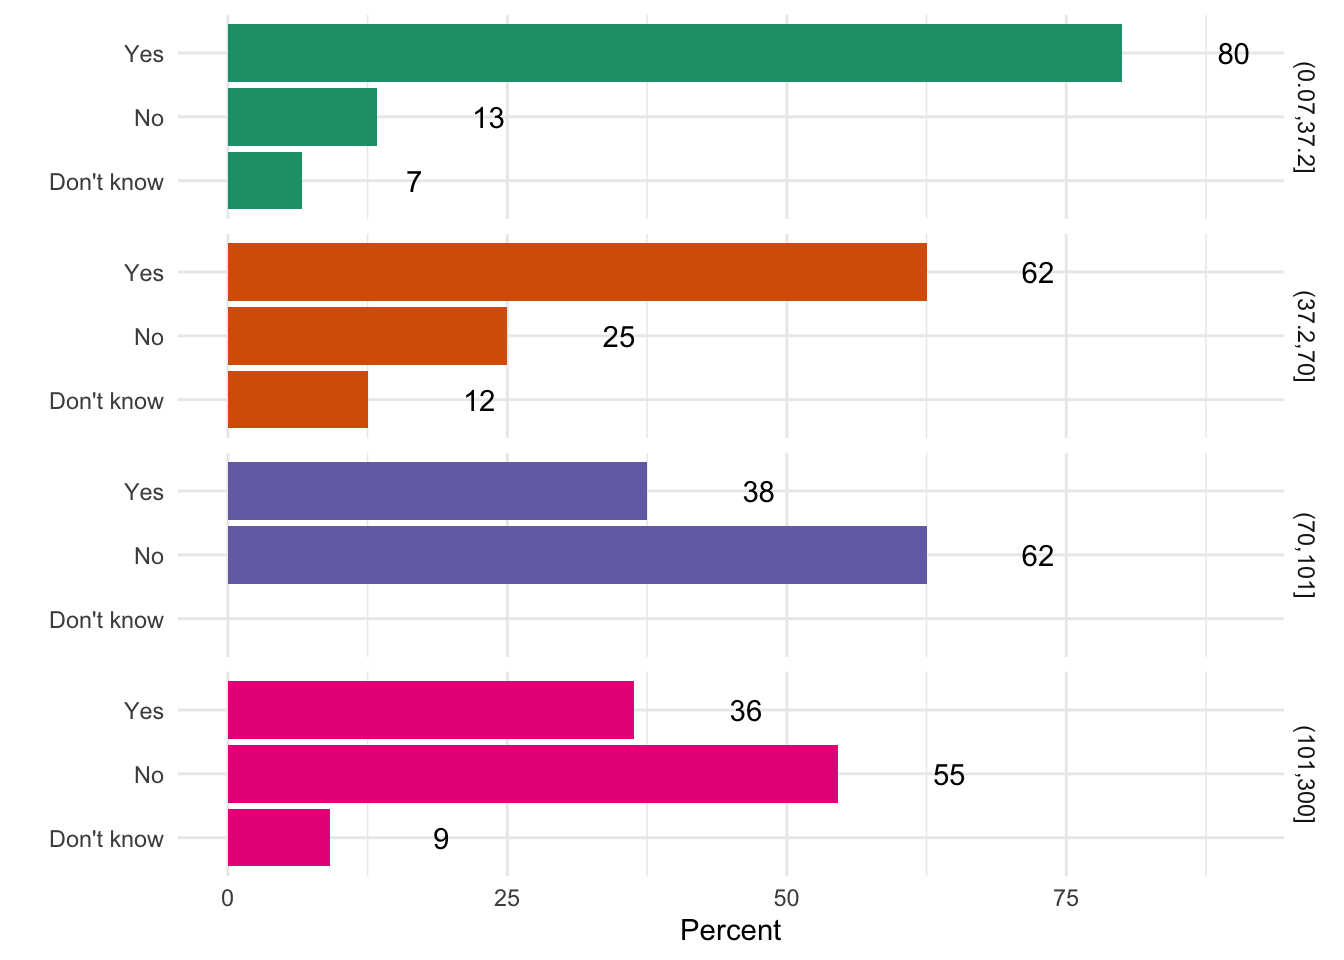 Yes 80
No 13
Don't know 7
(0.07,37.2]
Yes 62
No 25
Don't know 12
(37.2,70]
Yes 38
No 62
Don't know
(70,101]
Yes 36
No 55
Don't know 9
(101,300]
0 25 50 75
Percent